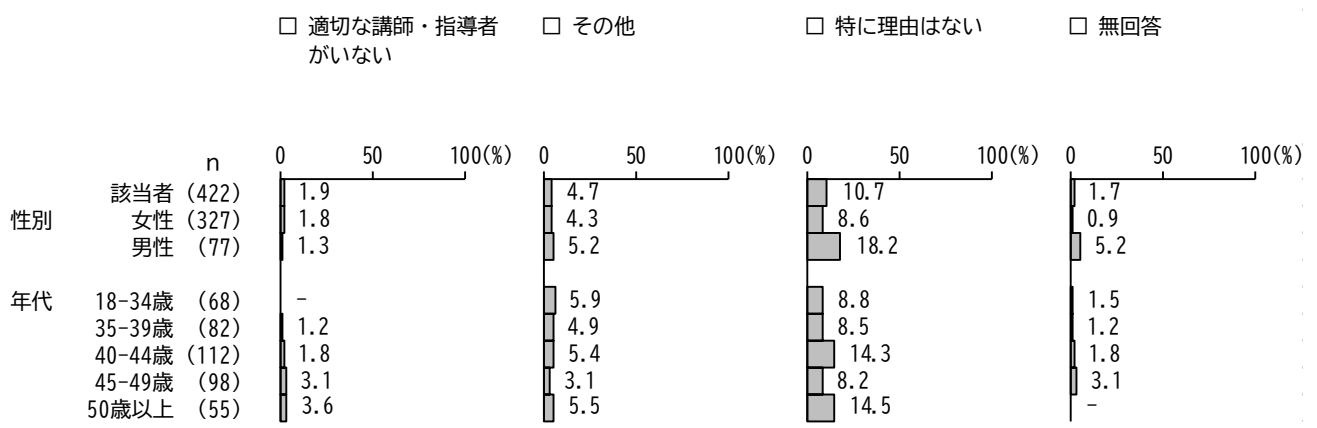 □ 適切な講師・指導者 □ その他 □ 特に理由はない □ 無回答
がいない
n 0 50 100(%) 0 50 100(%) 0 50 100(%) 0 50 100(%)
該当者 (422) 1.9 4.7 10.7 1.7
性別 女性 (327) 1.8 4.3 8.6 0.9
男性 (77) 1.3 5.2 18.2 5.2
年代 18-34歳 (68) - 5.9 8.8 1.5
35-39歳 (82) 1.2 4.9 8.5 1.2
40-44歳 (112) 1.8 5.4 14.3 1.8
45-49歳 (98) 3.1 3.1 8.2 3.1
50歳以上 (55) 3.6 5.5 14.5 -